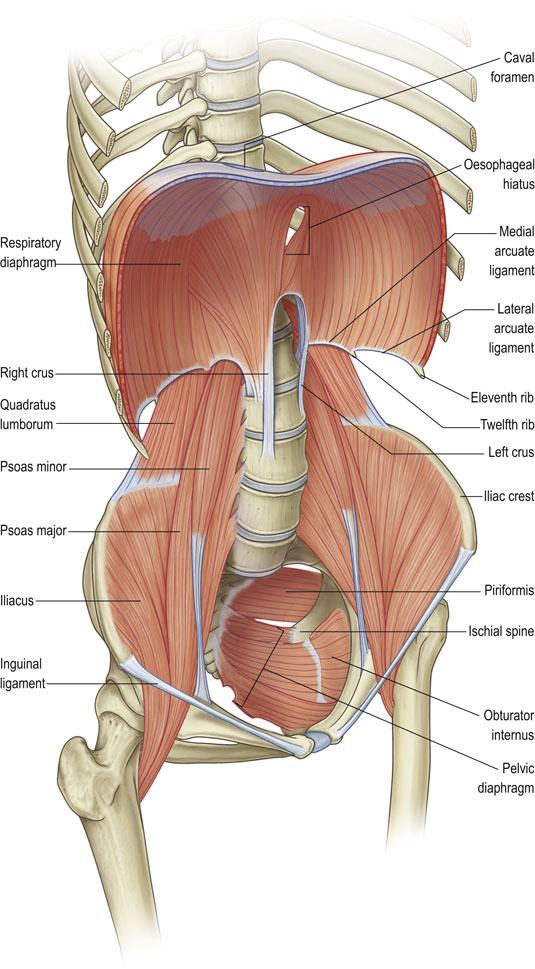 Caval
foramen
Oesophageal
hiatus
Medial
arcuate
ligament
Lateral
arcuate
ligament
Eleventh rib
Twelfth rib
Left crus
Iliac crest
Piriformis
Ischial spine
Obturator
internus
Pelvic
diaphragm
Respiratory
diaphragm
Right crus
Quadratus
lumborum
Psoas minor
Psoas major
Iliacus
Inguinal
ligament